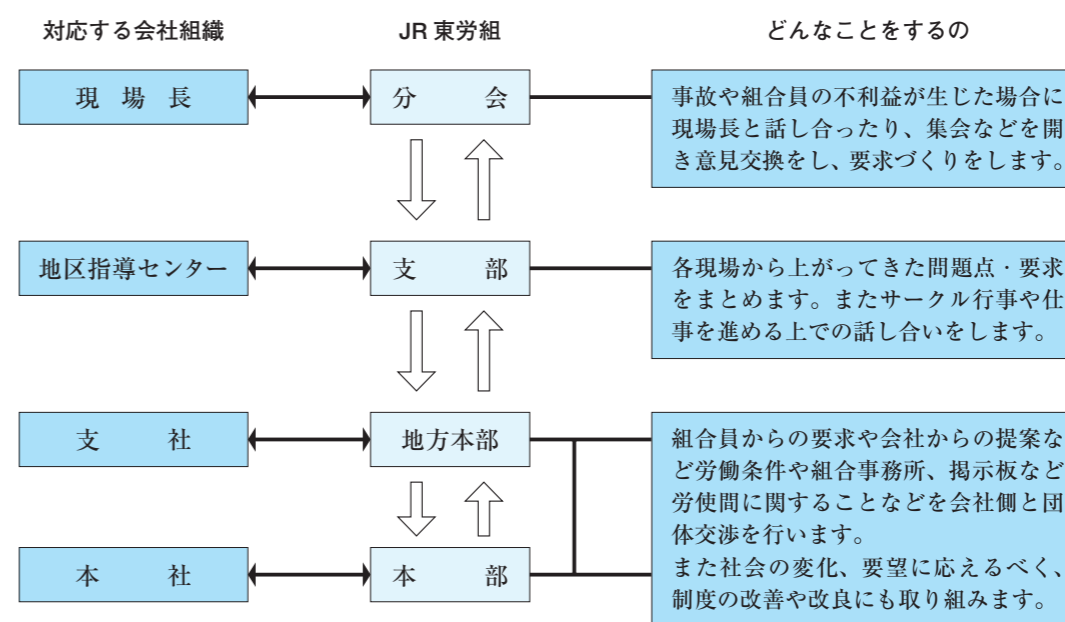 対応する会社組織
JR東労組
どんなことをするの
現場長
分会
事故や組合員の不利益が生じた場合に
現場長と話し合ったり、集会などを開
き意見交換をし、要求づくりをします。
地区指導センター
支部
各現場から上がってきた問題点・要求
をまとめます。またサークル行事や仕
事を進める上での話し合いをします。
支社
地方本部
組合員からの要求や会社からの提案な
ど労働条件や組合事務所、掲示板など
労使間に関することなどを会社側と団
体交渉を行います。
また社会の変化、要望に応えるべく、
制度の改善や改良にも取り組みます。
本社
本部